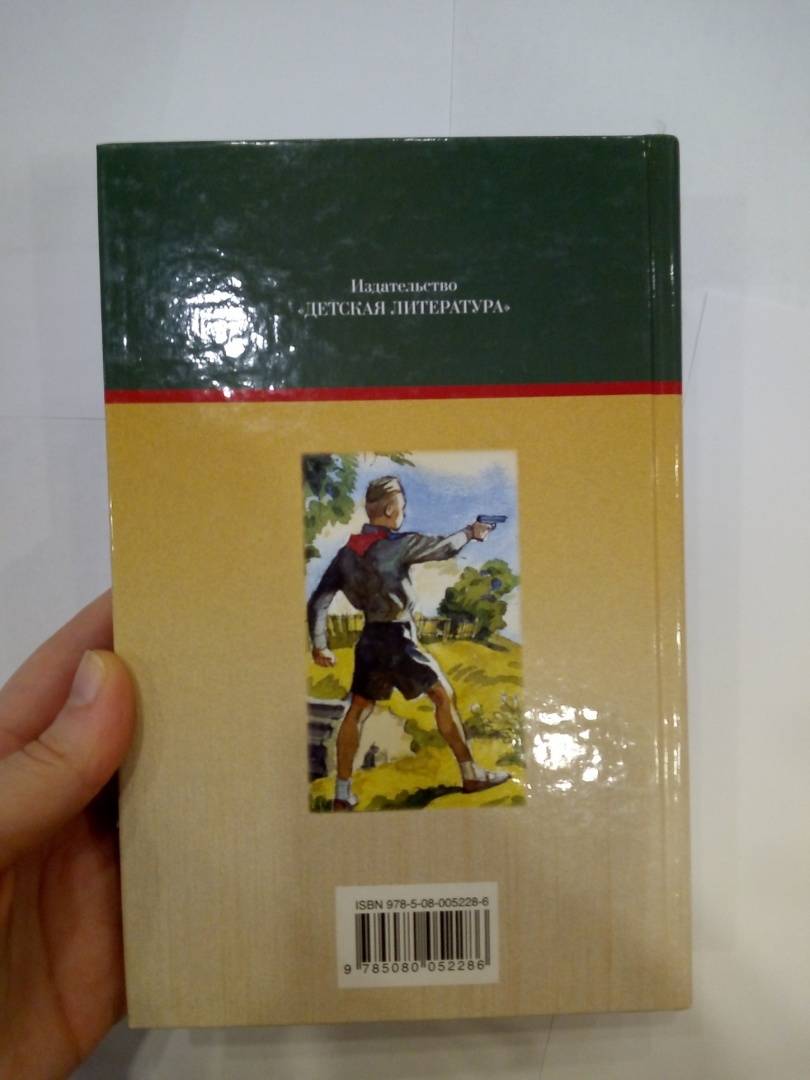 Издательство
«ДЕТСКАЯ ЛИТЕРАТУРА»
ISBN 978-5-08-005228-6
9 785080 052286